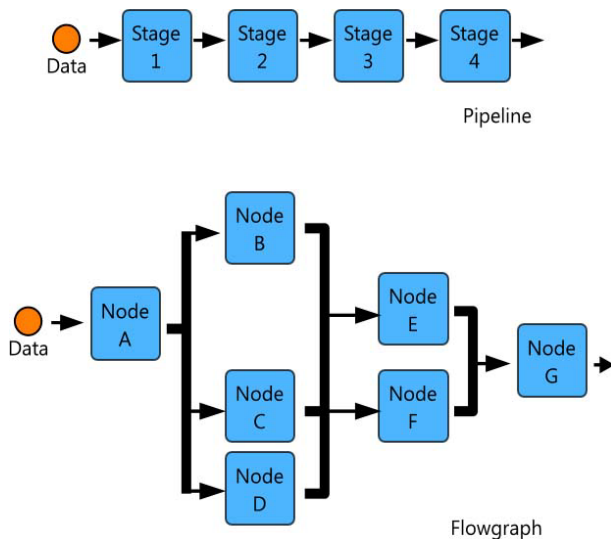 Data
Stage
1
Stage
2
Stage
3
Stage
4
Pipeline
Data
Node
A
Node
B
Node
C
Node
D
Node
E
Node
F
Node
G
Flowgraph